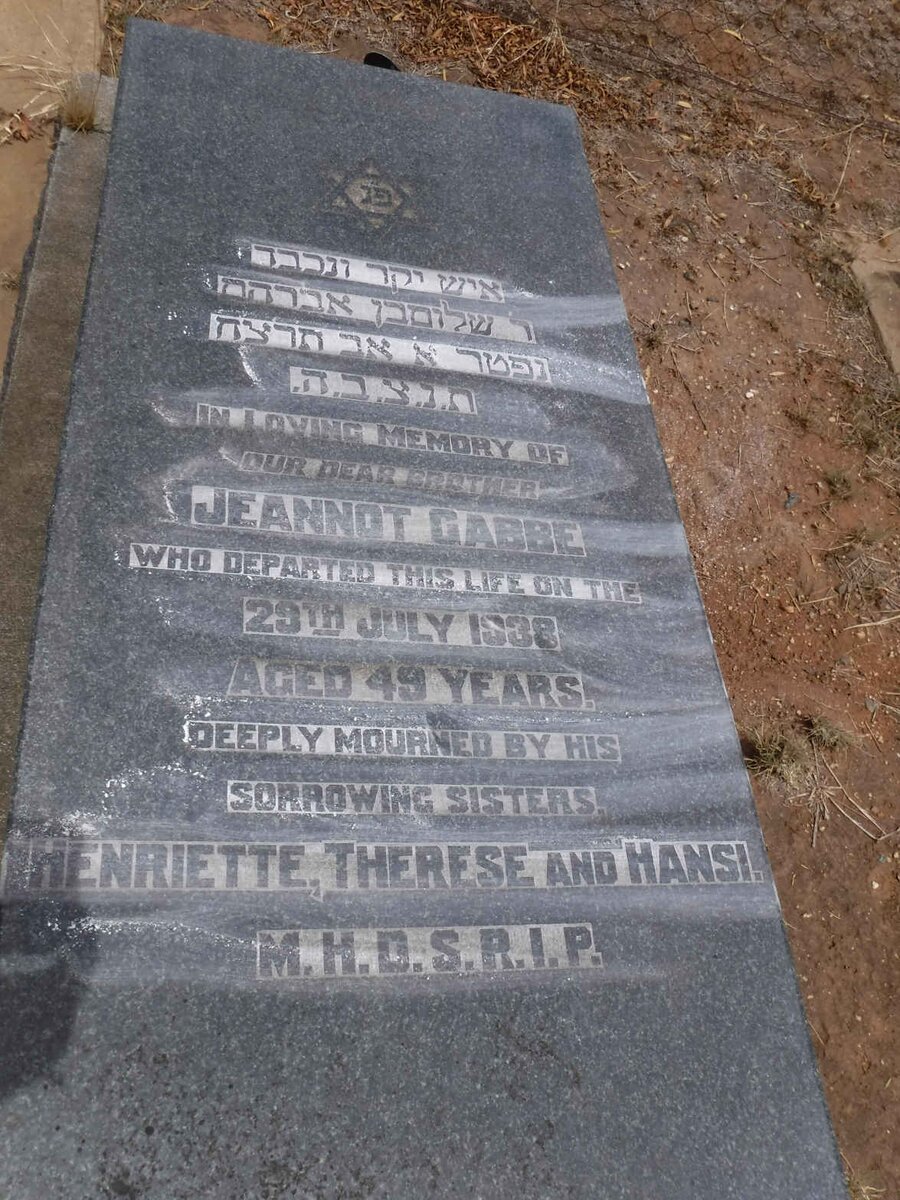 פנ
איש יקר ונכבד
ר' שלוםבן אברהם
נפטר א' אב תרצח
ת.נ.צ.ב.ה.
IN LOVING MEMORY OF
OUR DEAR BROTHER
JEANNOT GABBE
WHO DEPARTED THIS LIFE ON THE
29TH JULY 1938
AGED 49 YEARS.
DEEPLY MOURNED BY HIS
SORROWING SISTERS,
HENRIETTE, THERESE AND HANSI.
M.H.D.S.R.I.P.